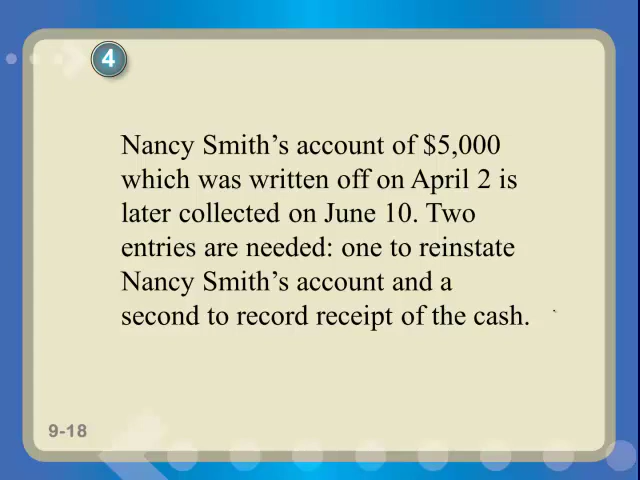 4
Nancy Smith’s account of $5,000
which was written off on April 2 is
later collected on June 10. Two
entries are needed: one to reinstate
Nancy Smith’s account and a
second to record receipt of the cash.
9-18